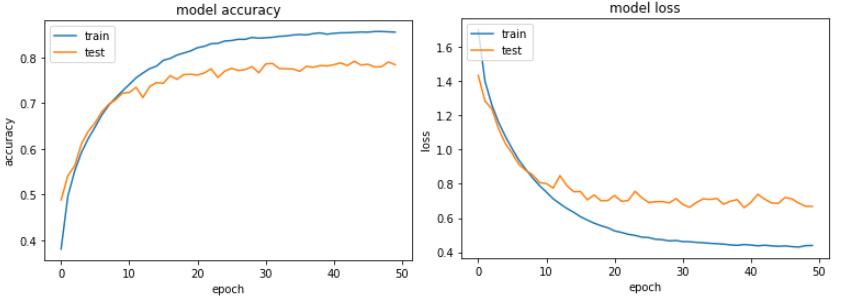 model accuracy
train
test
0.8
0.7
0.6
0.5
0.4
accuracy
0 10 20 30 40 50
epoch
model loss
train
test
1.6
1.4
1.2
1.0
0.8
0.6
0.4
loss
0 10 20 30 40 50
epoch